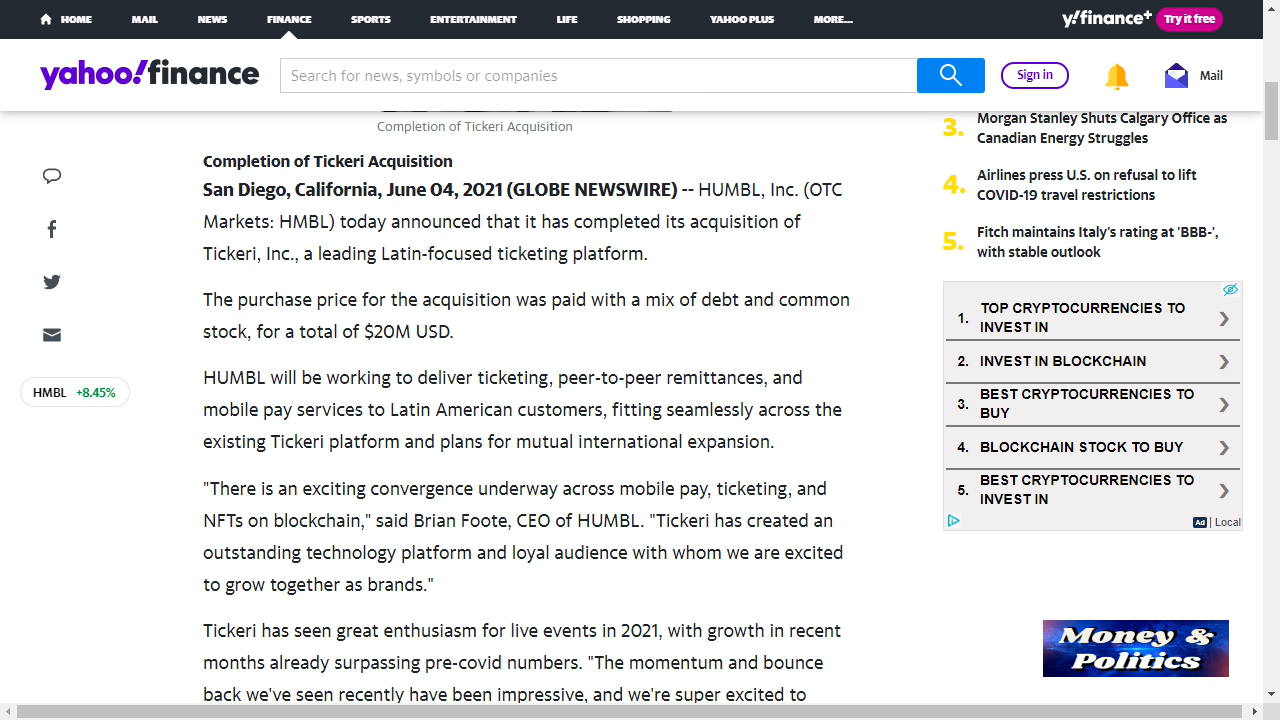 HOME MAIL NEWS FINANCE SPORTS ENTERTAINMENT LIFE SHOPPING YAHOO PLUS MORE...
y!finance+ Try it free
yahoo!finance
Search for news, symbols or companies
Sign in
Mail
Completion of Tickeri Acquisition
Completion of Tickeri Acquisition
San Diego, California, June 04, 2021 (GLOBE NEWSWIRE) -- HUMBL, Inc. (OTC
Markets: HMBL) today announced that it has completed its acquisition of
Tickeri, Inc., a leading Latin-focused ticketing platform.
The purchase price for the acquisition was paid with a mix of debt and common
stock, for a total of $20M USD.
HMBL +8.45%
HUMBL will be working to deliver ticketing, peer-to-peer remittances, and
mobile pay services to Latin American customers, fitting seamlessly across the
existing Tickeri platform and plans for mutual international expansion.
"There is an exciting convergence underway across mobile pay, ticketing, and
NFTs on blockchain," said Brian Foote, CEO of HUMBL. "Tickeri has created an
outstanding technology platform and loyal audience with whom we are excited
to grow together as brands."
Tickeri has seen great enthusiasm for live events in 2021, with growth in recent
months already surpassing pre-covid numbers. "The momentum and bounce
back we've seen recently have been impressive, and we're super excited to
3. Morgan Stanley Shuts Calgary Office as
Canadian Energy Struggles
4. Airlines press U.S. on refusal to lift
COVID-19 travel restrictions
5. Fitch maintains Italy's rating at 'BBB-',
with stable outlook
1. TOP CRYPTOCURRENCIES TO
INVEST IN
2. INVEST IN BLOCKCHAIN
3. BEST CRYPTOCURRENCIES TO
BUY
4. BLOCKCHAIN STOCK TO BUY
5. BEST CRYPTOCURRENCIES TO
INVEST IN
Ad | Local
Money &
Politics